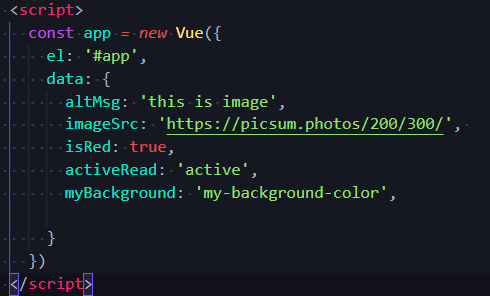 <script>
const app = new Vue({
el: '#app',
data: {
altMsg: 'this is image',
imageSrc: 'https://picsum.photos/200/300/',
isRed: true,
activeRead: 'active',
myBackground: 'my-background-color',
}
})
</script>